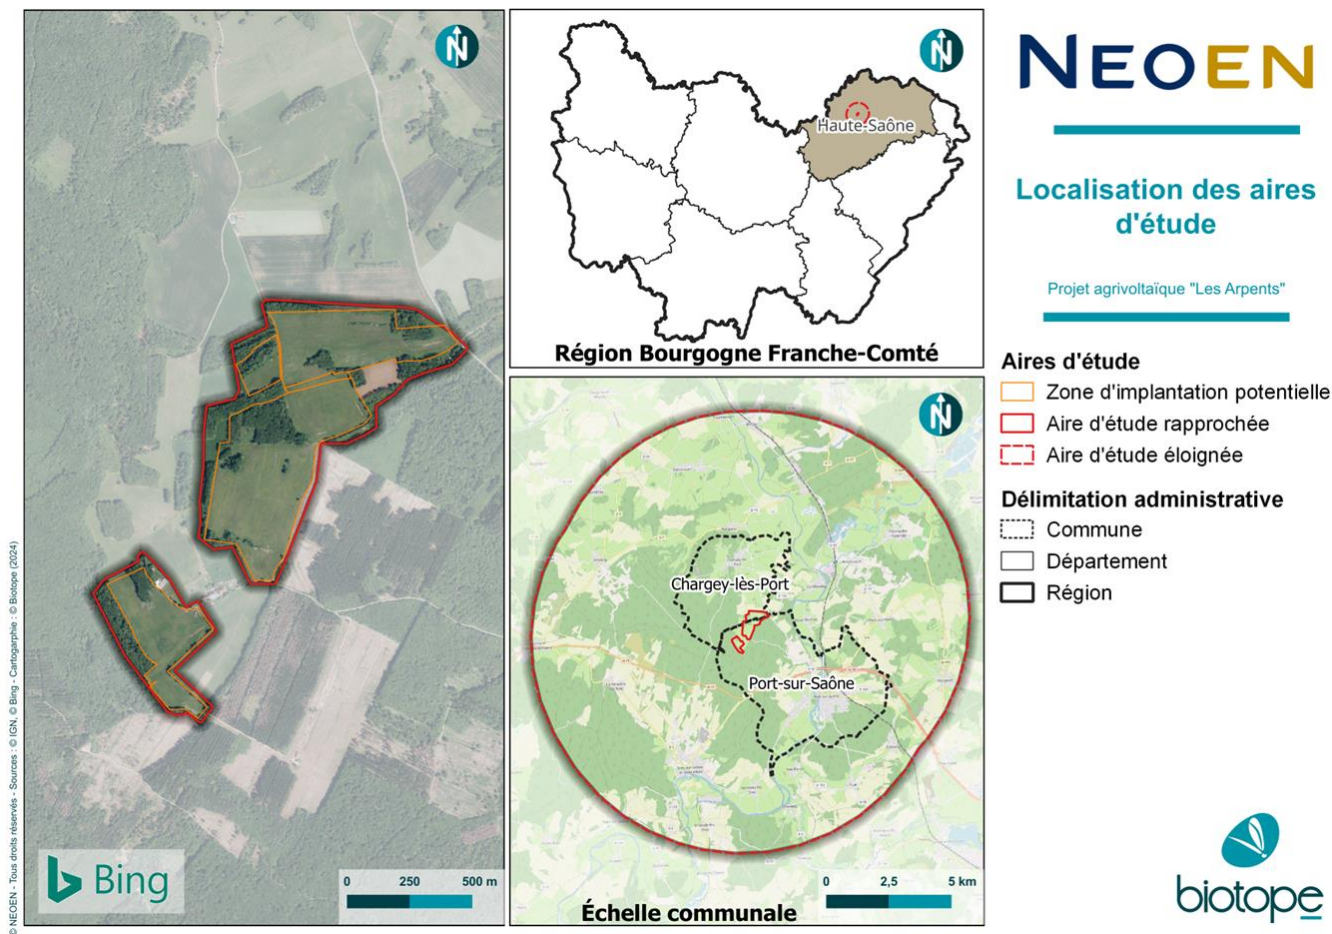 © NEOEN - Tous droits réservés - Sources : © IGN, © Bing - Cartogarphie : © Biotope (2024)
N
Bing
0 250 500 m
N
Haute-Saône
Région Bourgogne Franche-Comté
N
Chargey-lès-Port
Port-sur-Saône
0 2,5 5 km
Échelle communale
NEOEN
Localisation des aires
d'étude
Projet agrivoltaïque "Les Arpents"
Aires d'étude
Zone d'implantation potentielle
Aire d'étude rapprochée
Aire d'étude éloignée
Délimitation administrative
Commune
Département
Région
biotope